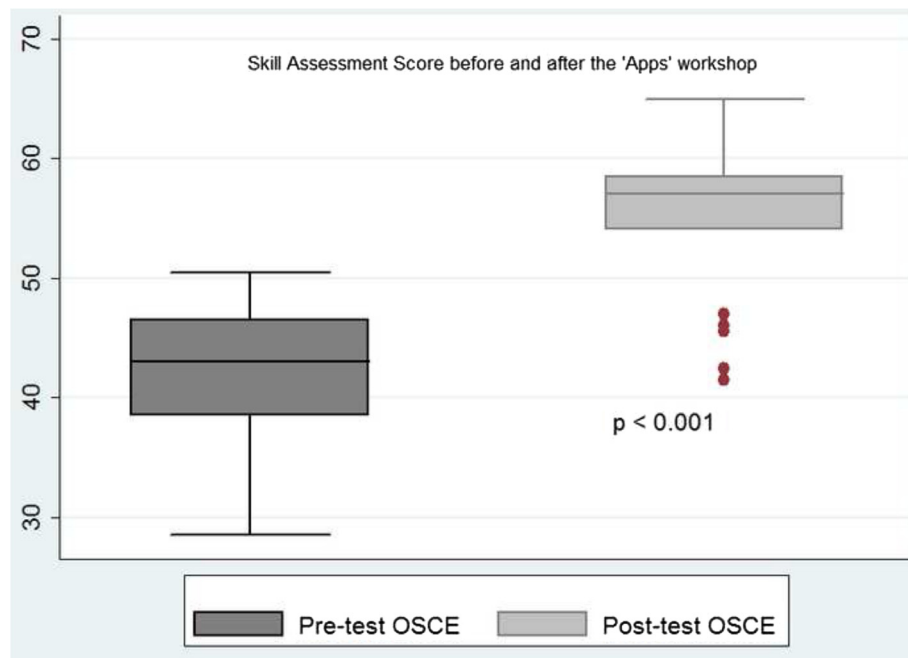 Skill Assessment Score before and after the 'Apps' workshop
70
60
50
40
30
p < 0.001
Pre-test OSCE
Post-test OSCE